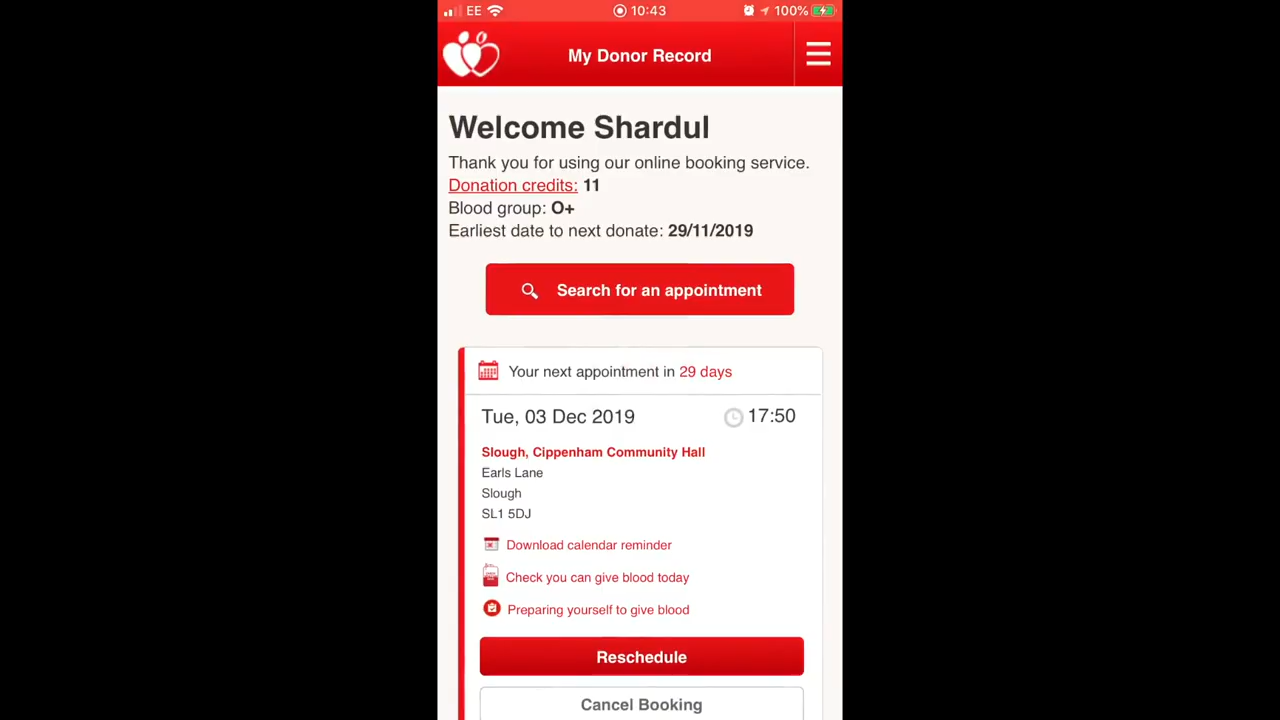 EE 10:43 100%
My Donor Record
Welcome Shardul
Thank you for using our online booking service.
Donation credits: 11
Blood group: O+
Earliest date to next donate: 29/11/2019
Search for an appointment
Your next appointment in 29 days
Tue, 03 Dec 2019 17:50
Slough, Cippenham Community Hall
Earls Lane
Slough
SL1 5DJ
Download calendar reminder
Check you can give blood today
Preparing yourself to give blood
Reschedule
Cancel Booking